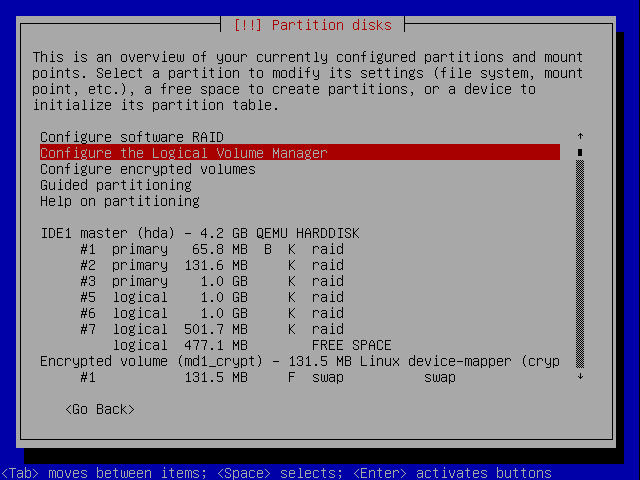 [!!] Partition disks
This is an overview of your currently configured partitions and mount
points. Select a partition to modify its settings (file system, mount
point, etc.), a free space to create partitions, or a device to
initialize its partition table.
Configure software RAID
Configure the Logical Volume Manager
Configure encrypted volumes
Guided partitioning
Help on partitioning
IDE1 master (hda) - 4.2 GB QEMU HARDDISK
#1 primary 65.8 MB B K raid
#2 primary 131.6 MB K raid
#3 primary 1.0 GB K raid
#5 logical 1.0 GB K raid
#6 logical 1.0 GB K raid
#7 logical 501.7 MB K raid
logical 477.1 MB FREE SPACE
Encrypted volume (md1_crypt) - 131.5 MB Linux device-mapper (cryp
#1 131.5 MB F swap swap
<Go Back>
<Tab> moves between items; <Space> selects; <Enter> activates buttons